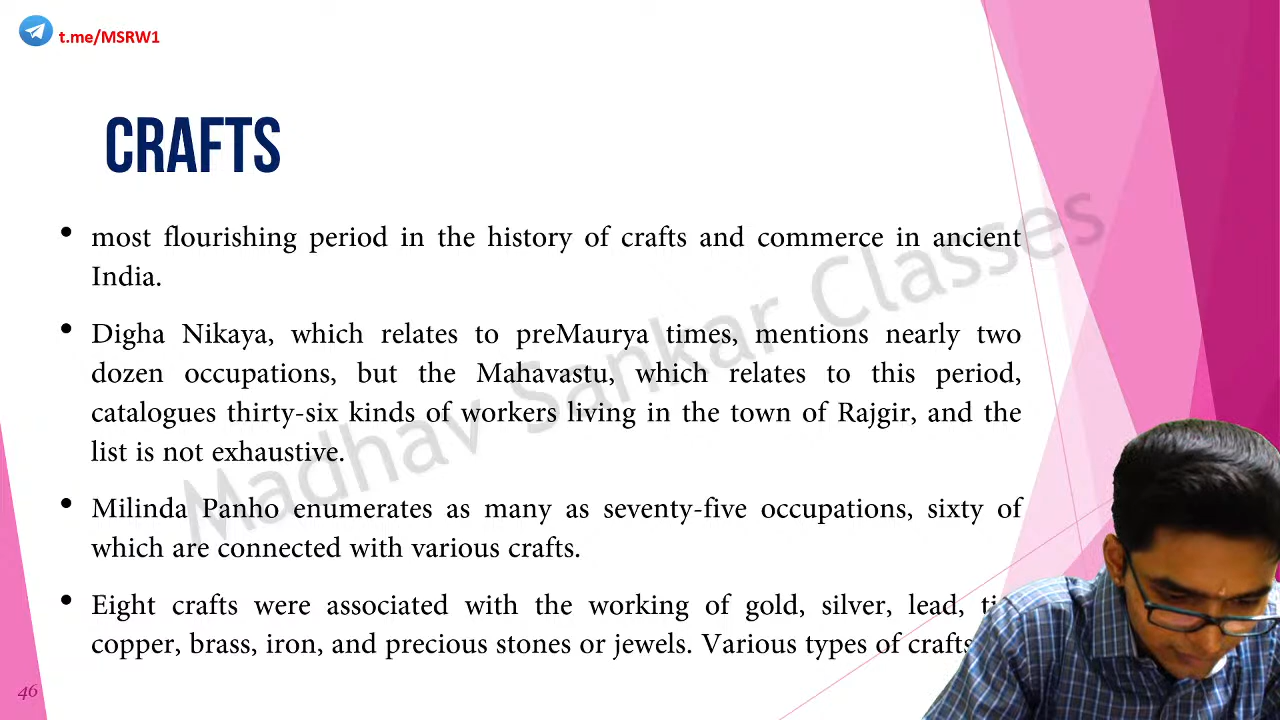 t.me/MSRW1
CRAFTS
• most flourishing period in the history of crafts and commerce in ancient
India.
• Digha Nikaya, which relates to preMaurya times, mentions nearly two
dozen occupations, but the Mahavastu, which relates to this period,
catalogues thirty-six kinds of workers living in the town of Rajgir, and the
list is not exhaustive.
• Milinda Panho enumerates as many as seventy-five occupations, sixty of
which are connected with various crafts.
• Eight crafts were associated with the working of gold, silver, lead,
copper, brass, iron, and precious stones or jewels. Various types of crafts
Madhav Sankar Classes
46